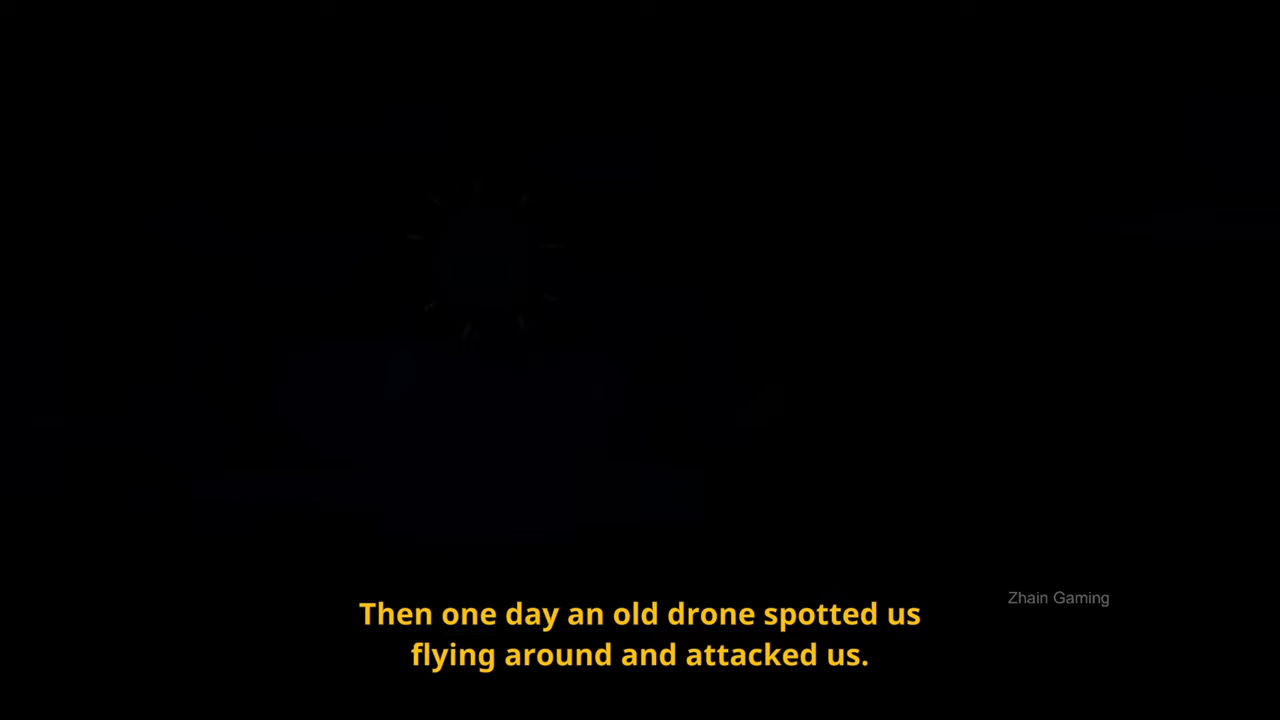 Zhain Gaming
Then one day an old drone spotted us
flying around and attacked us.